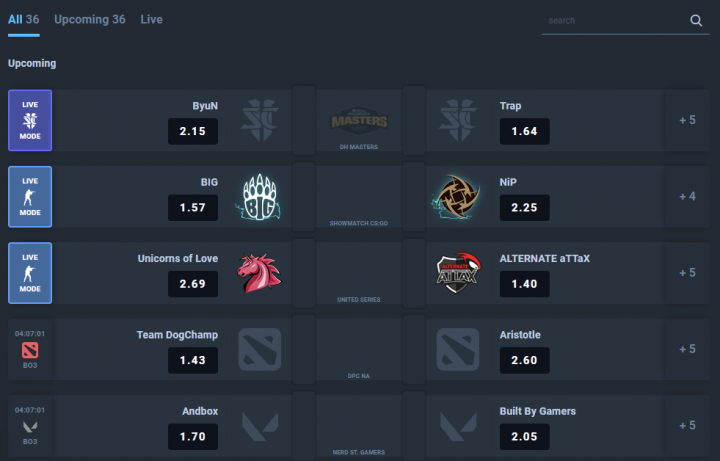 All 36 Upcoming 36 Live search
Upcoming
LIVE
MODE
ByuN
2.15
MASTERS
DH MASTERS
Trap
1.64
+ 5
LIVE
MODE
BIG
1.57
BIG
SHOWMATCH CS:GO
NiP
2.25
+ 4
LIVE
MODE
Unicorns of Love
2.69
UNITED SERIES
ALTERNATE
ATTAX
ALTERNATE aTTaX
1.40
+ 5
04:07:01
BO3
Team DogChamp
1.43
DPC NA
Aristotle
2.60
+ 5
04:07:01
BO3
Andbox
1.70
NERD ST. GAMERS
Built By Gamers
2.05
+ 5